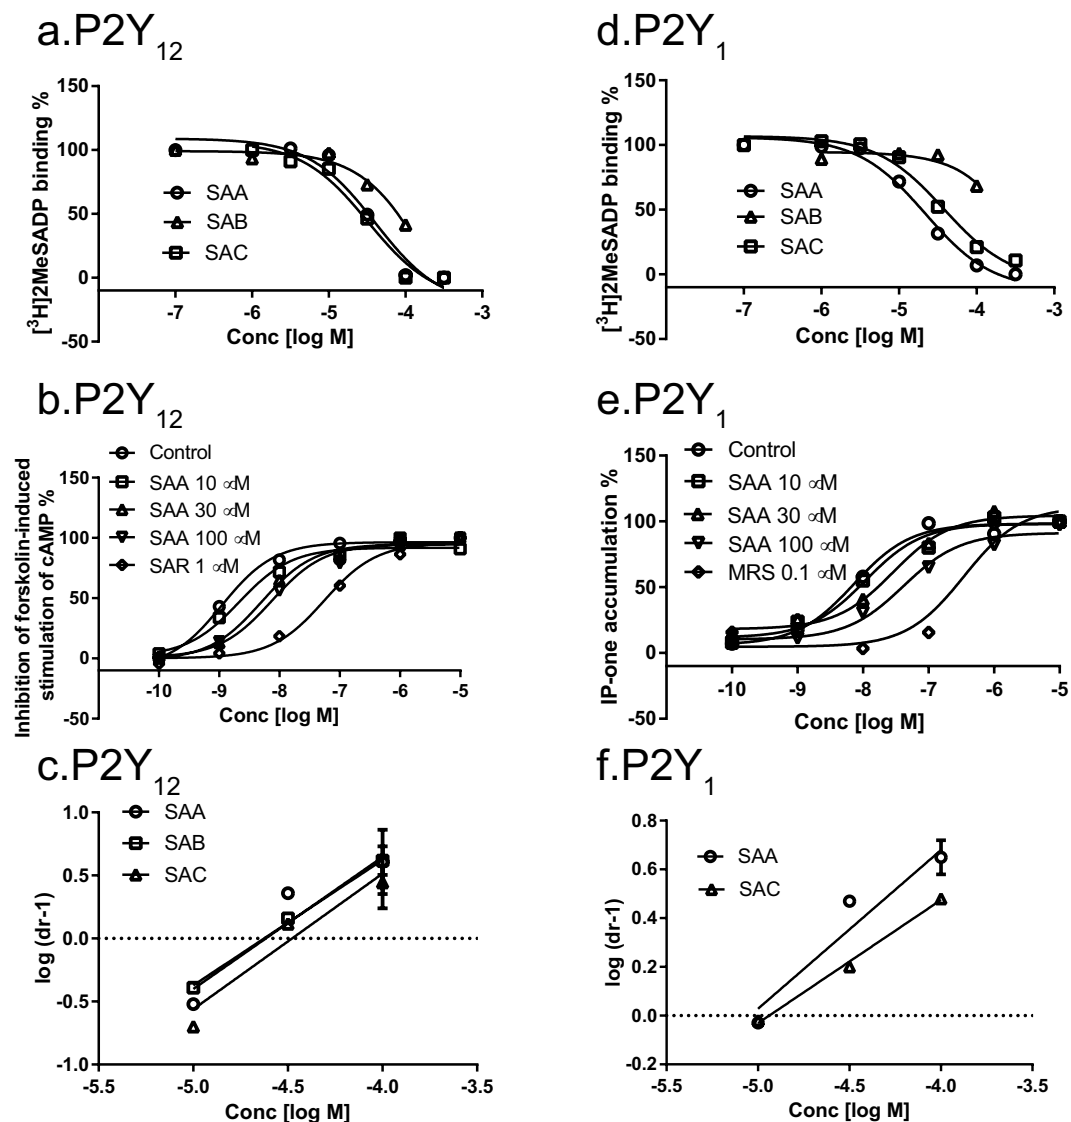 a.P2Y12
[³H]2MeSADP binding %
150
100
50
0
-50
SAA
SAB
SAC
-7 -6 -5 -4 -3
Conc [log M]
d.P2Y1
[³H]2MeSADP binding %
150
100
50
0
-50
SAA
SAB
SAC
-7 -6 -5 -4 -3
Conc [log M]
b.P2Y12
Control
SAA 10 ∝M
SAA 30 ∝M
SAA 100 ∝M
SAR 1 ∝M
Inhibition of forskolin-induced
stimulation of cAMP %
150
100
50
0
-50
-10 -9 -8 -7 -6 -5
Conc [log M]
e.P2Y1
Control
SAA 10 ∝M
SAA 30 ∝M
SAA 100 ∝M
MRS 0.1 ∝M
IP-one accumulation %
150
100
50
0
-50
-10 -9 -8 -7 -6 -5
Conc [log M]
c.P2Y12
SAA
SAB
SAC
log (dr-1)
1.0
0.5
0.0
-0.5
-1.0
-5.5 -5.0 -4.5 -4.0 -3.5
Conc [log M]
f.P2Y1
SAA
SAC
log (dr-1)
0.8
0.6
0.4
0.2
0.0
-0.2
-5.5 -5.0 -4.5 -4.0 -3.5
Conc [log M]